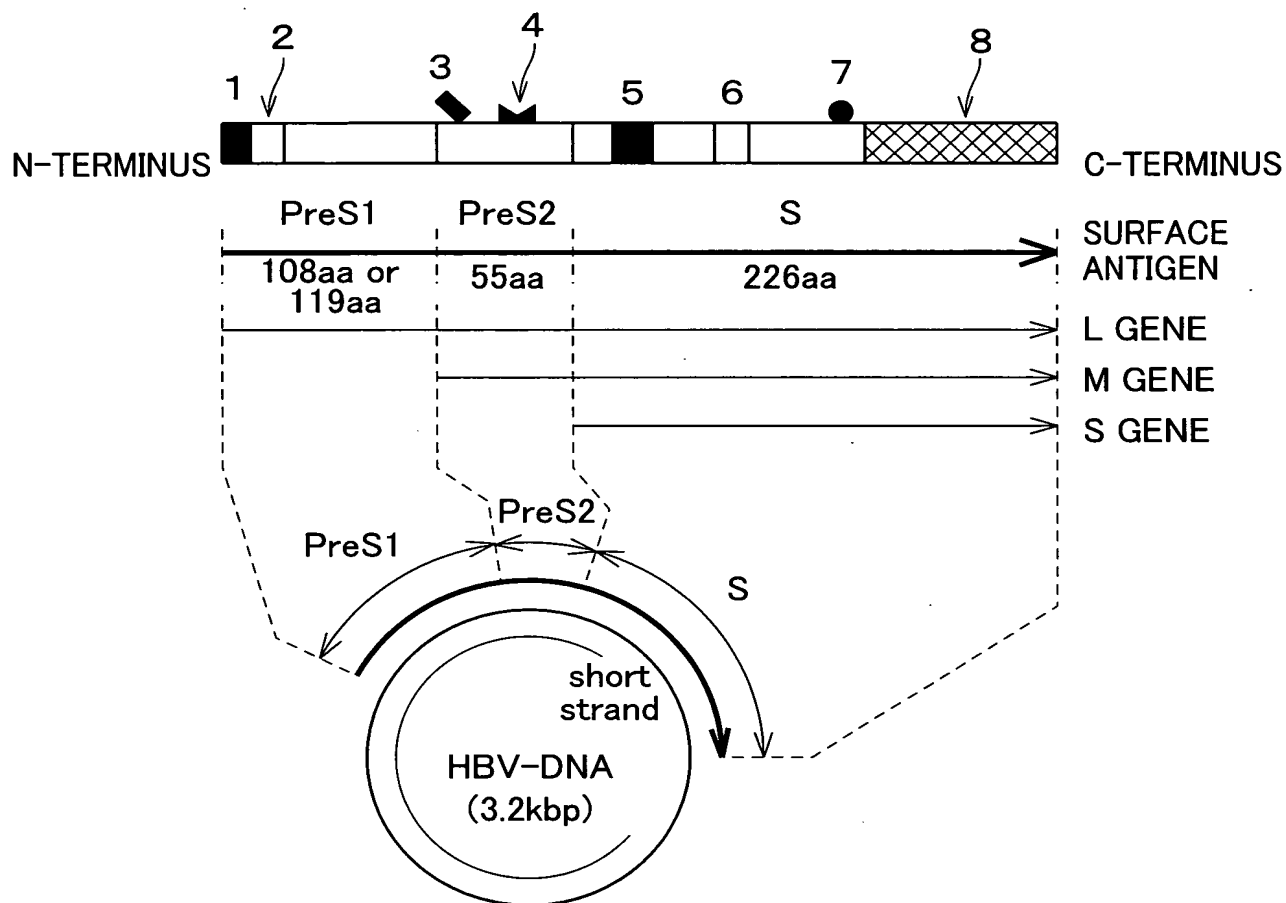 1
2
3
4
5
6
7
8
N-TERMINUS
C-TERMINUS
PreS1
PreS2
S
SURFACE
ANTIGEN
108aa or
119aa
55aa
226aa
L GENE
M GENE
S GENE
PreS1
PreS2
S
short
strand
HBV-DNA
(3.2kbp)